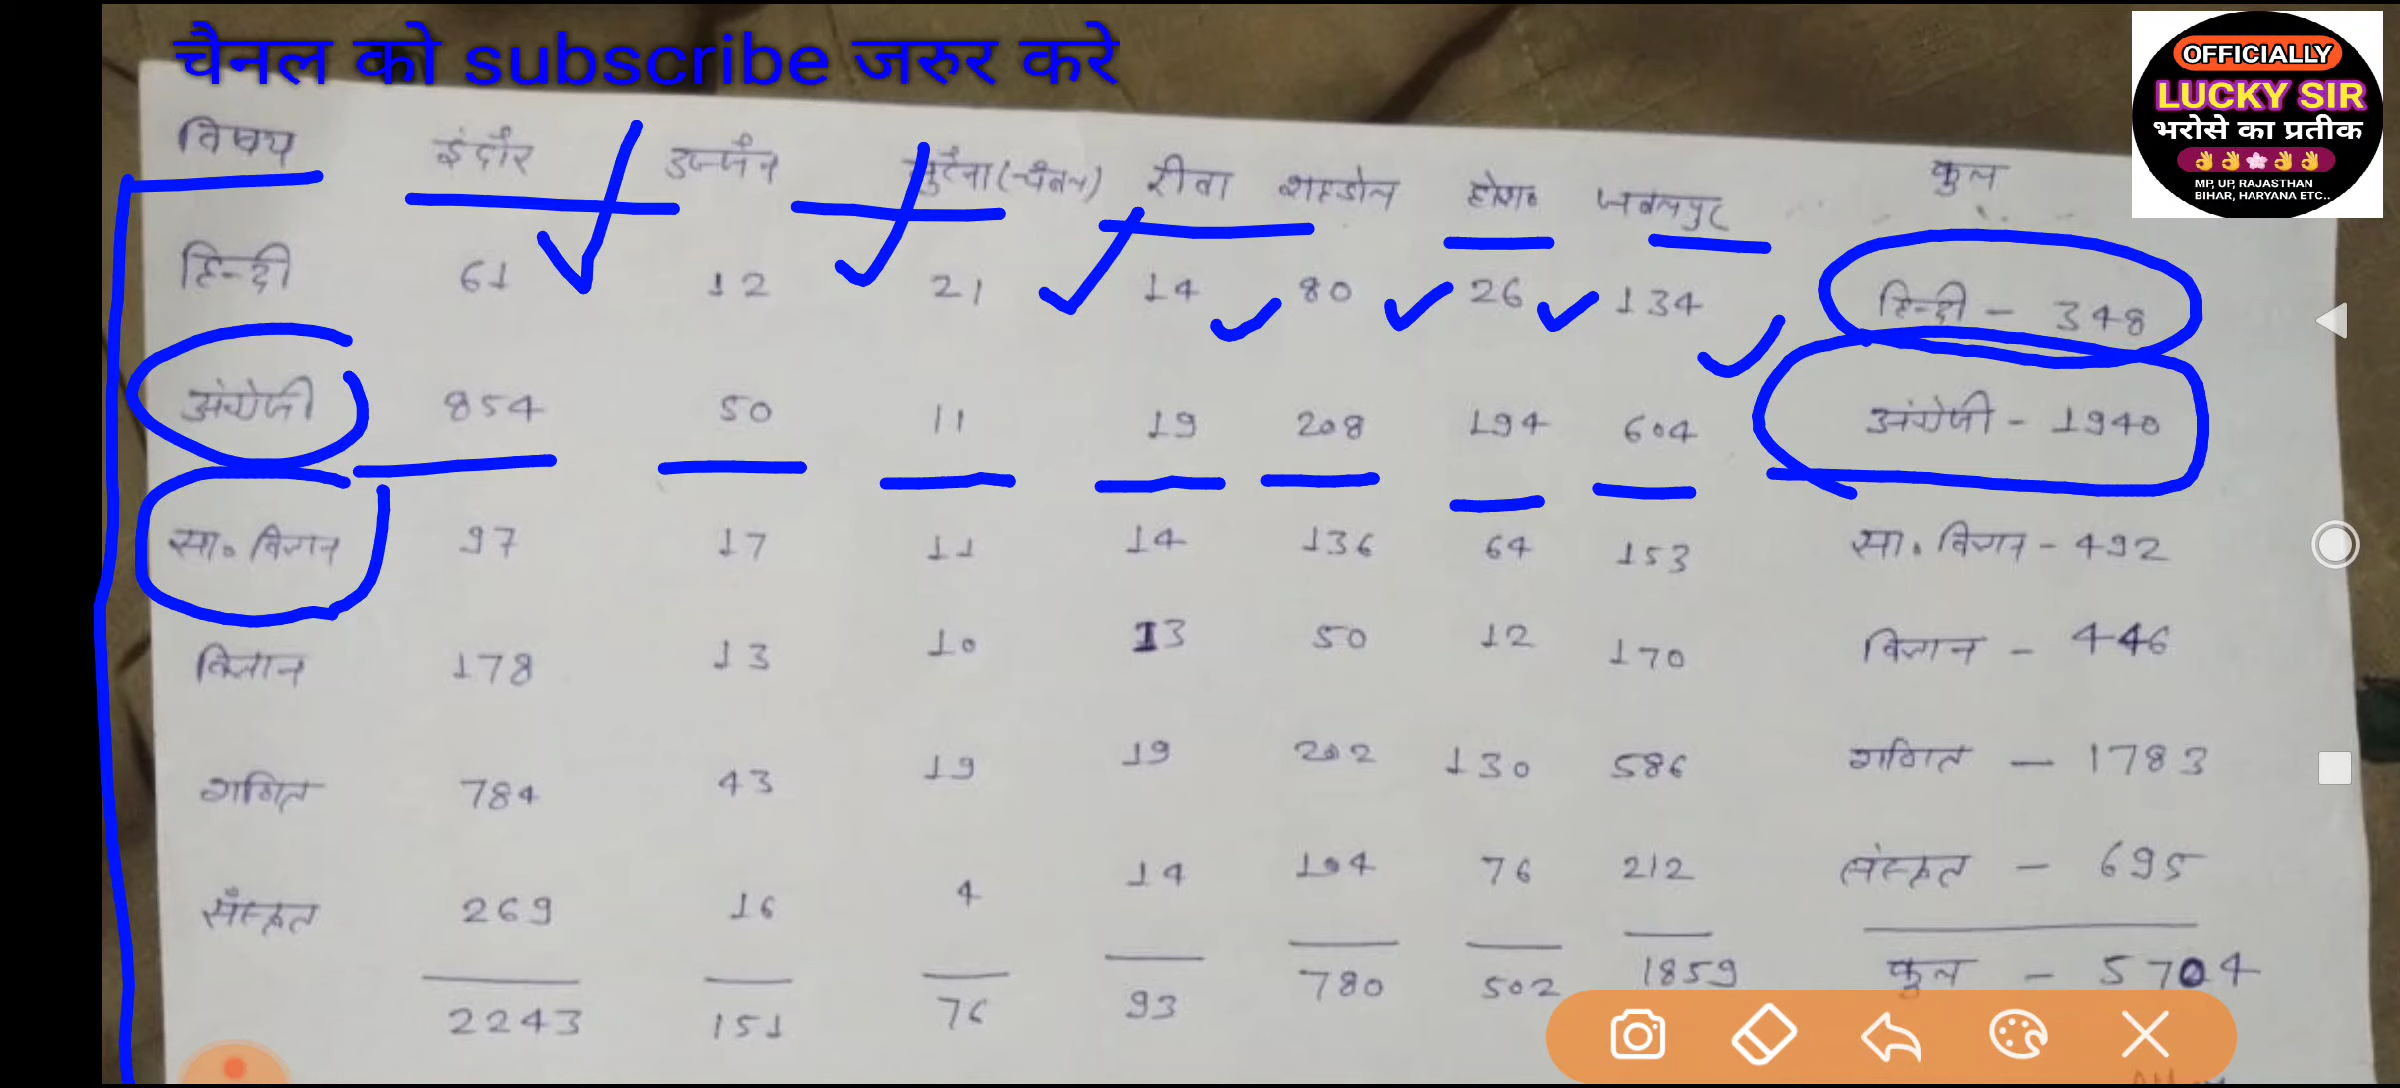 चैनल को subscribe जरुर करे
OFFICIALLY
LUCKY SIR
भरोसे का प्रतीक
MP, UP, RAJASTHAN
BIHAR, HARYANA ETC..
विषय इंदौर उज्जैन मुरैना (चंबल) रीवा शहडोल होशं० जबलपुर कुल
हिन्दी 61 12 21 14 80 26 134 हिन्दी - 348
अंग्रेजी 854 50 11 19 208 194 604 अंग्रेजी - 1940
सा. विज्ञान 97 17 11 14 136 64 153 सा. विज्ञान - 492
विज्ञान 178 13 10 13 50 12 170 विज्ञान - 446
गणित 784 43 19 19 202 130 586 गणित - 1783
संस्कृत 269 16 4 14 104 76 212 संस्कृत - 695
2243 151 76 93 780 502 1859 कुल - 5704